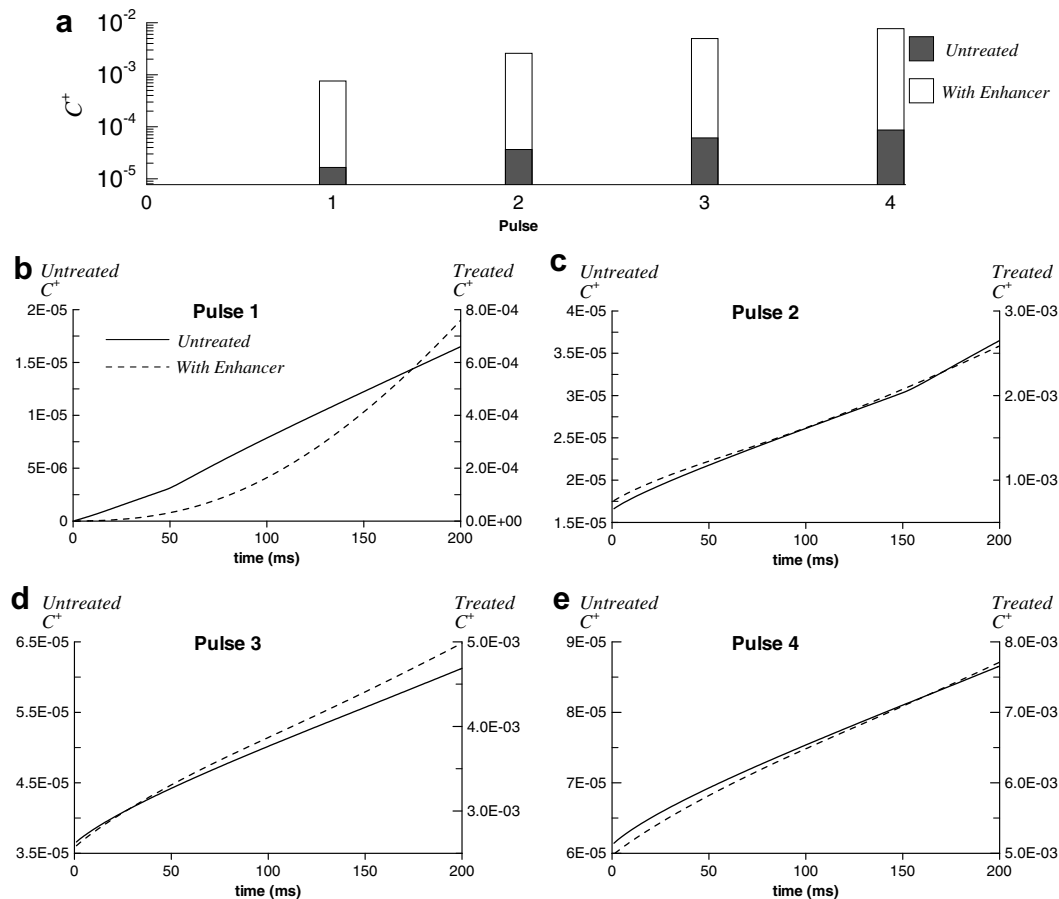 a
C+
10-2
10-3
10-4
10-5
0
1
2
3
4
Pulse
Untreated
With Enhancer
b
Untreated
C+
Treated
C+
Pulse 1
Untreated
With Enhancer
2E-05
1.5E-05
1E-05
5E-06
0
8.0E-04
6.0E-04
4.0E-04
2.0E-04
0.0E+00
0
50
100
150
200
time (ms)
c
Untreated
C+
Treated
C+
Pulse 2
4E-05
3.5E-05
3E-05
2.5E-05
2E-05
1.5E-05
3.0E-03
2.0E-03
1.0E-03
0
50
100
150
200
time (ms)
d
Untreated
C+
Treated
C+
Pulse 3
6.5E-05
5.5E-05
4.5E-05
3.5E-05
5.0E-03
4.0E-03
3.0E-03
0
50
100
150
200
time (ms)
e
Untreated
C+
Treated
C+
Pulse 4
9E-05
8E-05
7E-05
6E-05
8.0E-03
7.0E-03
6.0E-03
5.0E-03
0
50
100
150
200
time (ms)